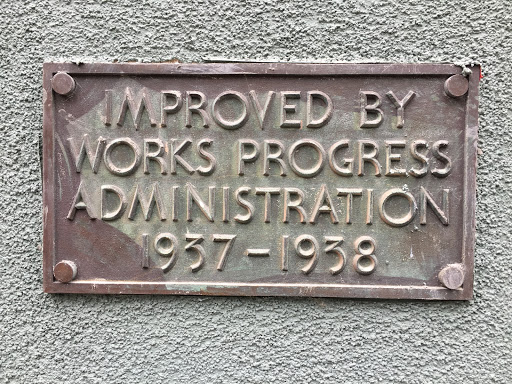 IMPROVED BY
WORKS PROGRESS
ADMINISTRATION
1937-1938